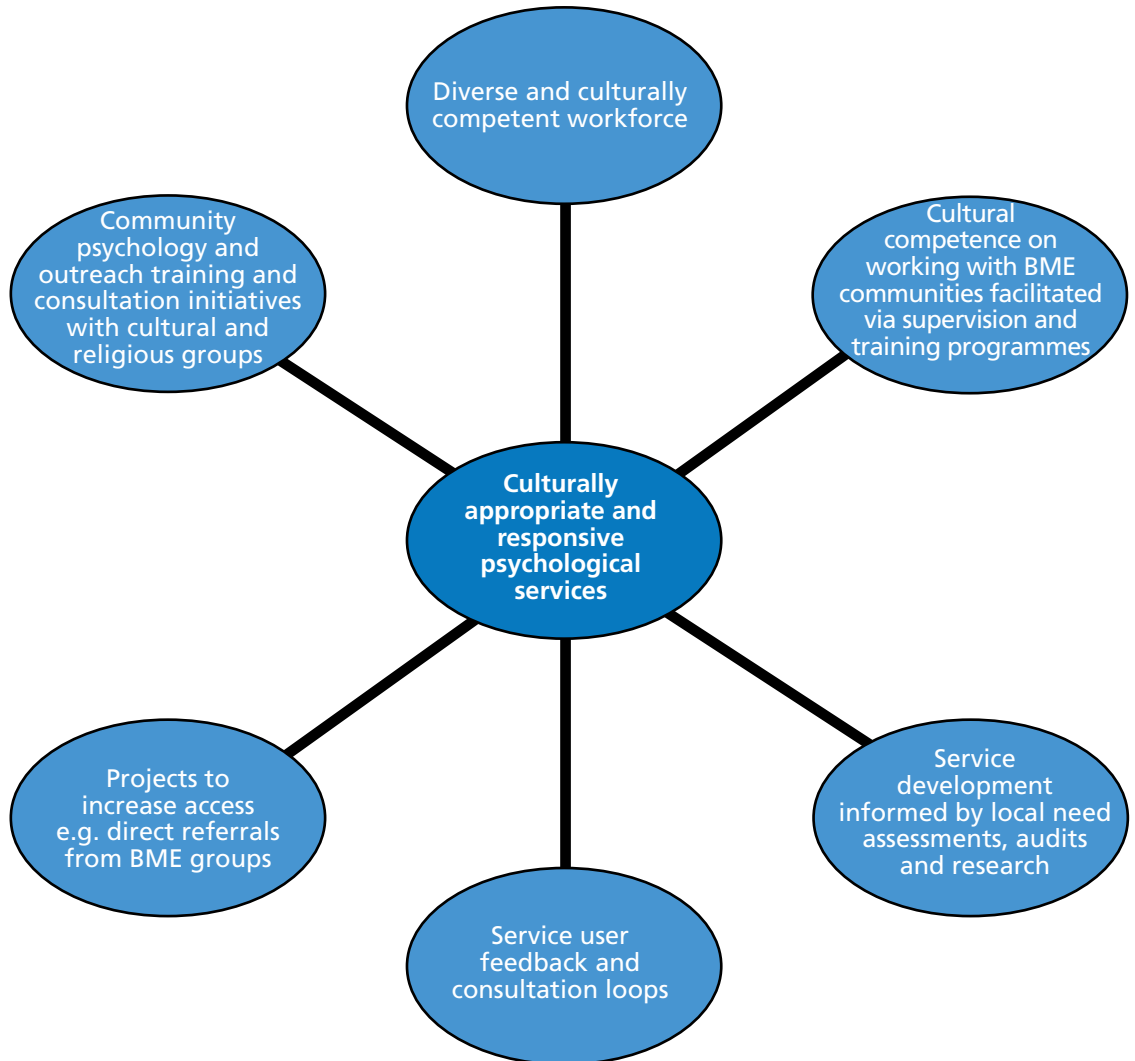 Diverse and culturally
competent workforce
Community
psychology and
outreach training and
consultation initiatives
with cultural and
religious groups
Cultural
competence on
working with BME
communities facilitated
via supervision and
training programmes
Culturally
appropriate and
responsive
psychological
services
Projects to
increase access
e.g. direct referrals
from BME groups
Service
development
informed by local need
assessments, audits
and research
Service user
feedback and
consultation loops